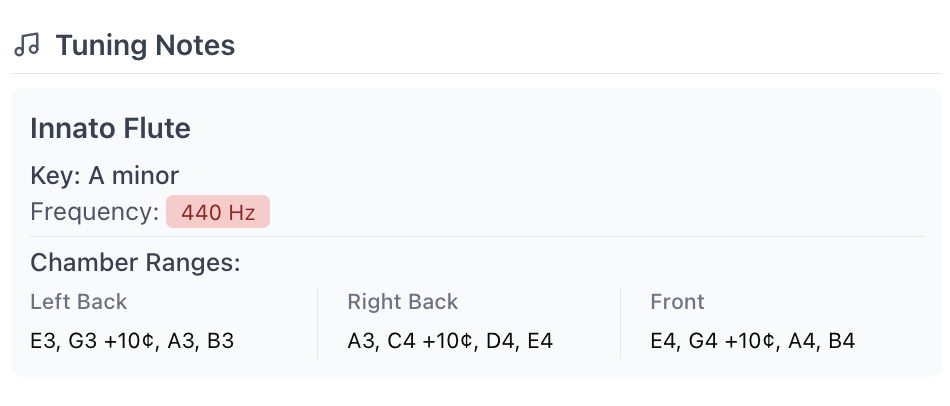 Tuning Notes
Innato Flute
Key: A minor
Frequency: 440 Hz
Chamber Ranges:
Left Back
E3, G3 +10¢, A3, B3
Right Back
A3, C4 +10¢, D4, E4
Front
E4, G4 +10¢, A4, B4